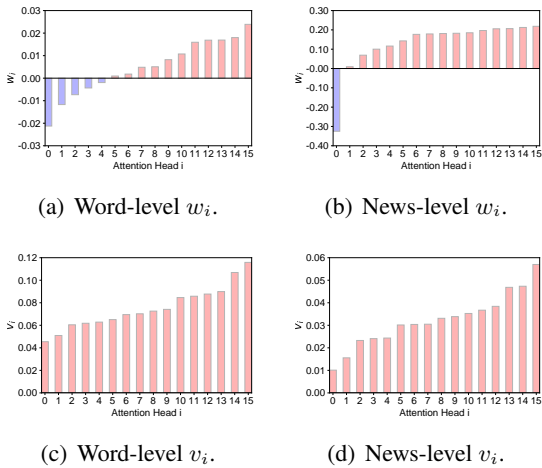 0.03
0.02
0.01
0.00
-0.01
-0.02
-0.03
w_i
0 1 2 3 4 5 6 7 8 9 10 11 12 13 14 15
Attention Head i
(a) Word-level w_i.
0.20
0.10
-0.00
-0.10
-0.20
-0.30
-0.40
w_i
0 1 2 3 4 5 6 7 8 9 10 11 12 13 14 15
Attention Head i
(b) News-level w_i.
0.12
0.10
0.08
0.06
0.04
0.02
0.00
v_i
0 1 2 3 4 5 6 7 8 9 10 11 12 13 14 15
Attention Head i
(c) Word-level v_i.
0.06
0.05
0.04
0.03
0.02
0.01
0.00
v_i
0 1 2 3 4 5 6 7 8 9 10 11 12 13 14 15
Attention Head i
(d) News-level v_i.